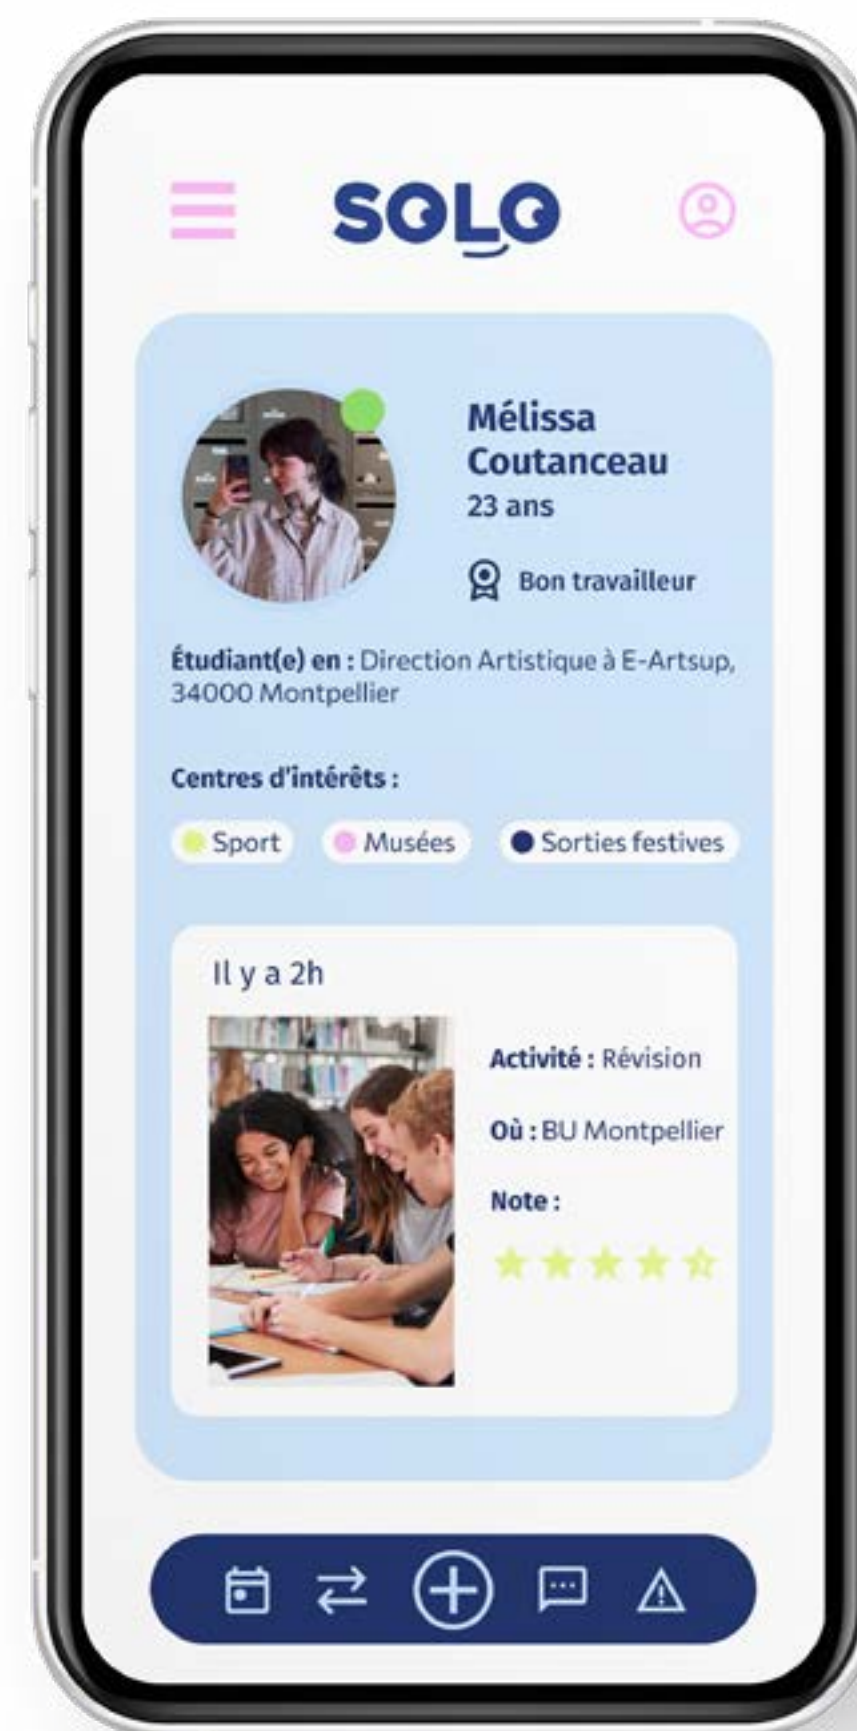 SOLO
Mélissa
Coutanceau
23 ans
Bon travailleur
Étudiant(e) en : Direction Artistique à E-Artsup,
34000 Montpellier
Centres d'intérêts :
Sport
Musées
Sorties festives
Il y a 2h
Activité : Révision
Où : BU Montpellier
Note :